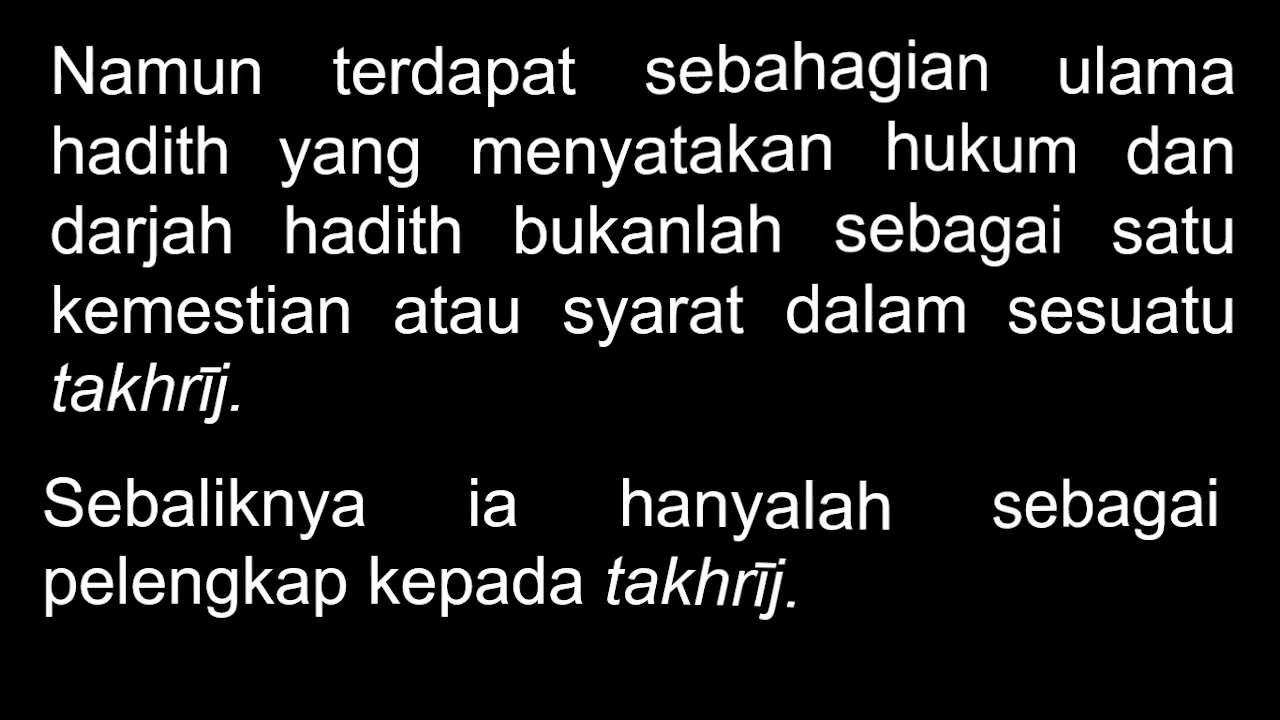 Namun terdapat sebahagian ulama
hadith yang menyatakan hukum dan
darjah hadith bukanlah sebagai satu
kemestian atau syarat dalam sesuatu
takhrīj.
Sebaliknya ia hanyalah sebagai
pelengkap kepada takhrīj.